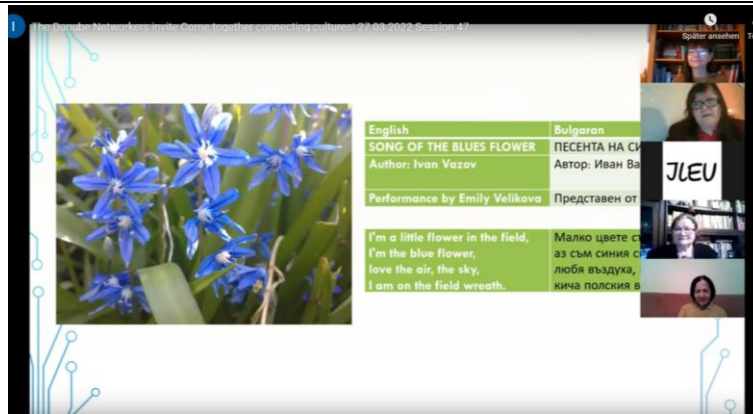 The Danube Networkers invite Come together connecting cultures! 27 03 2022 Session 47
Später ansehen
JLEU
English Bulgaran
SONG OF THE BLUES FLOWER ПЕСЕНТА НА СИ
Author: Ivan Vazov Автор: Иван Ва
Performance by Emily Velikova Представен от
I'm a little flower in the field, Малко цвете ст
I'm the blue flower, аз съм синия с
love the air, the sky, любя въздуха,
I am on the field wreath. кича полския в